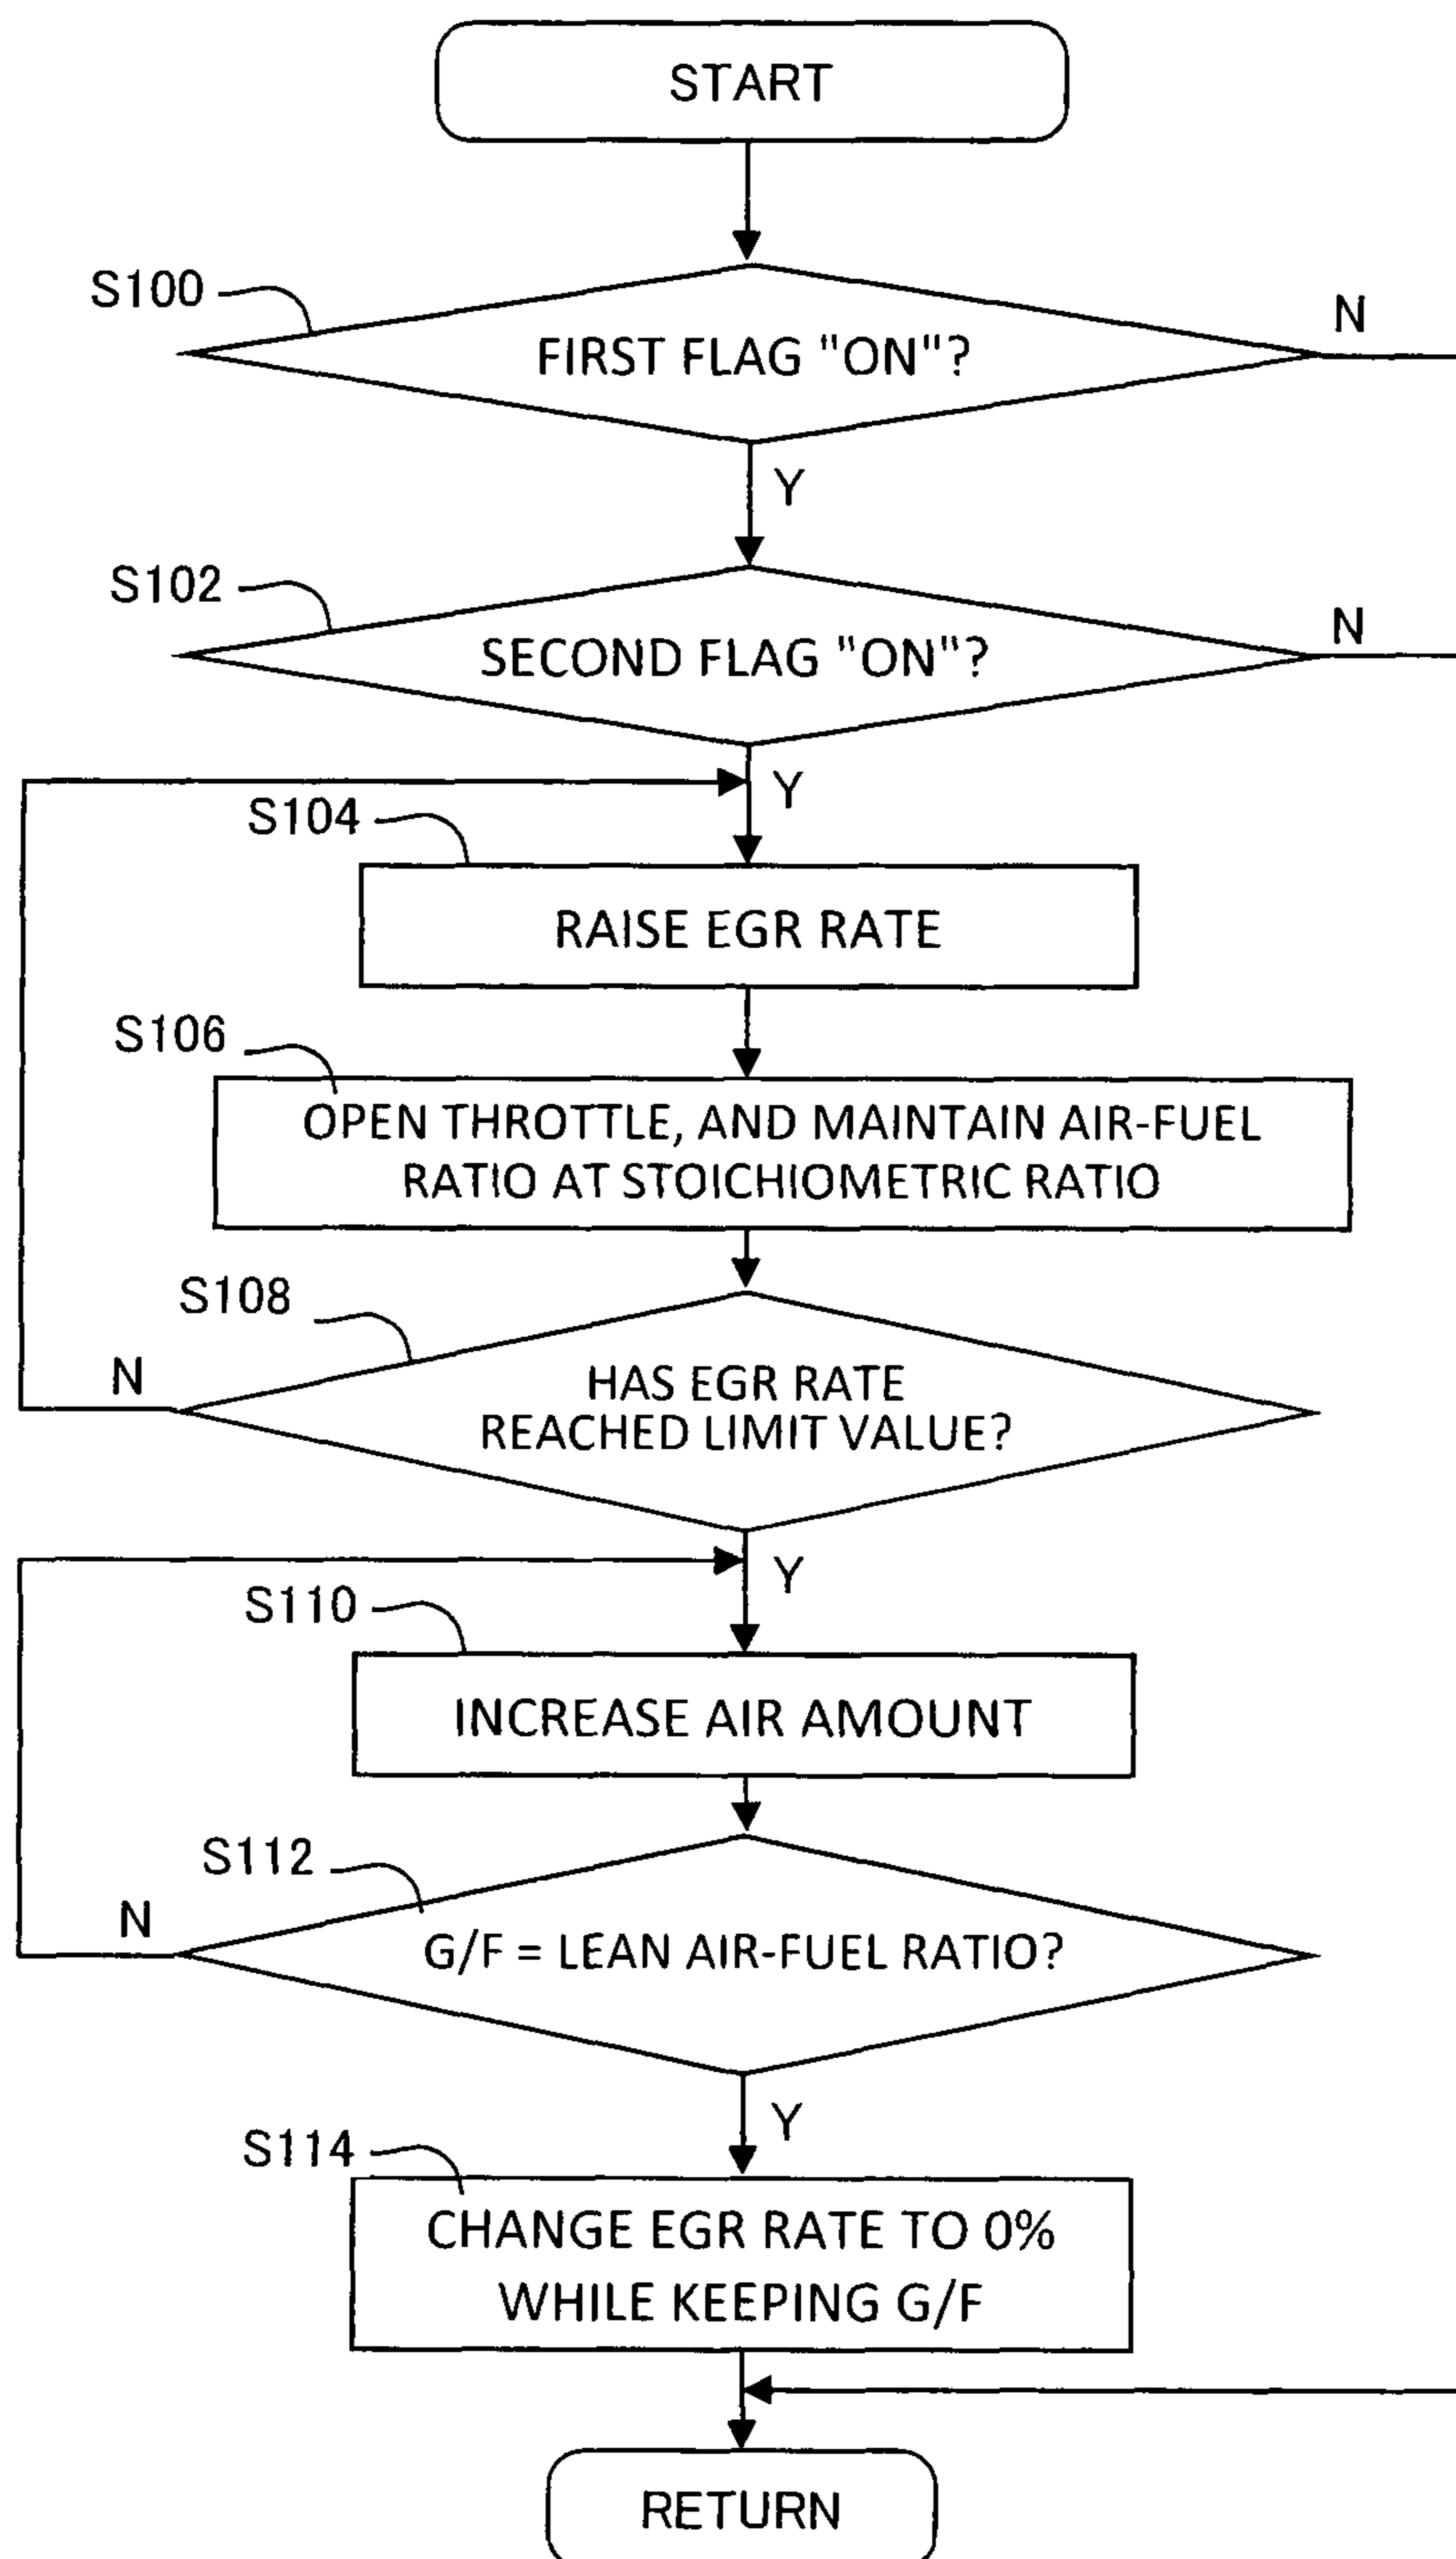 START
S100
N
FIRST FLAG "ON"?
Y
S102
N
SECOND FLAG "ON"?
Y
S104
RAISE EGR RATE
S106
OPEN THROTTLE, AND MAINTAIN AIR-FUEL
RATIO AT STOICHIOMETRIC RATIO
S108
N
HAS EGR RATE
REACHED LIMIT VALUE?
Y
S110
INCREASE AIR AMOUNT
S112
N
G/F = LEAN AIR-FUEL RATIO?
Y
S114
CHANGE EGR RATE TO 0%
WHILE KEEPING G/F
RETURN